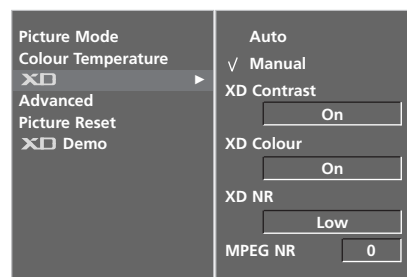 Picture Mode
Colour Temperature
XD
Advanced
Picture Reset
XD Demo
Auto
√ Manual
XD Contrast
On
XD Colour
On
XD NR
Low
MPEG NR 0